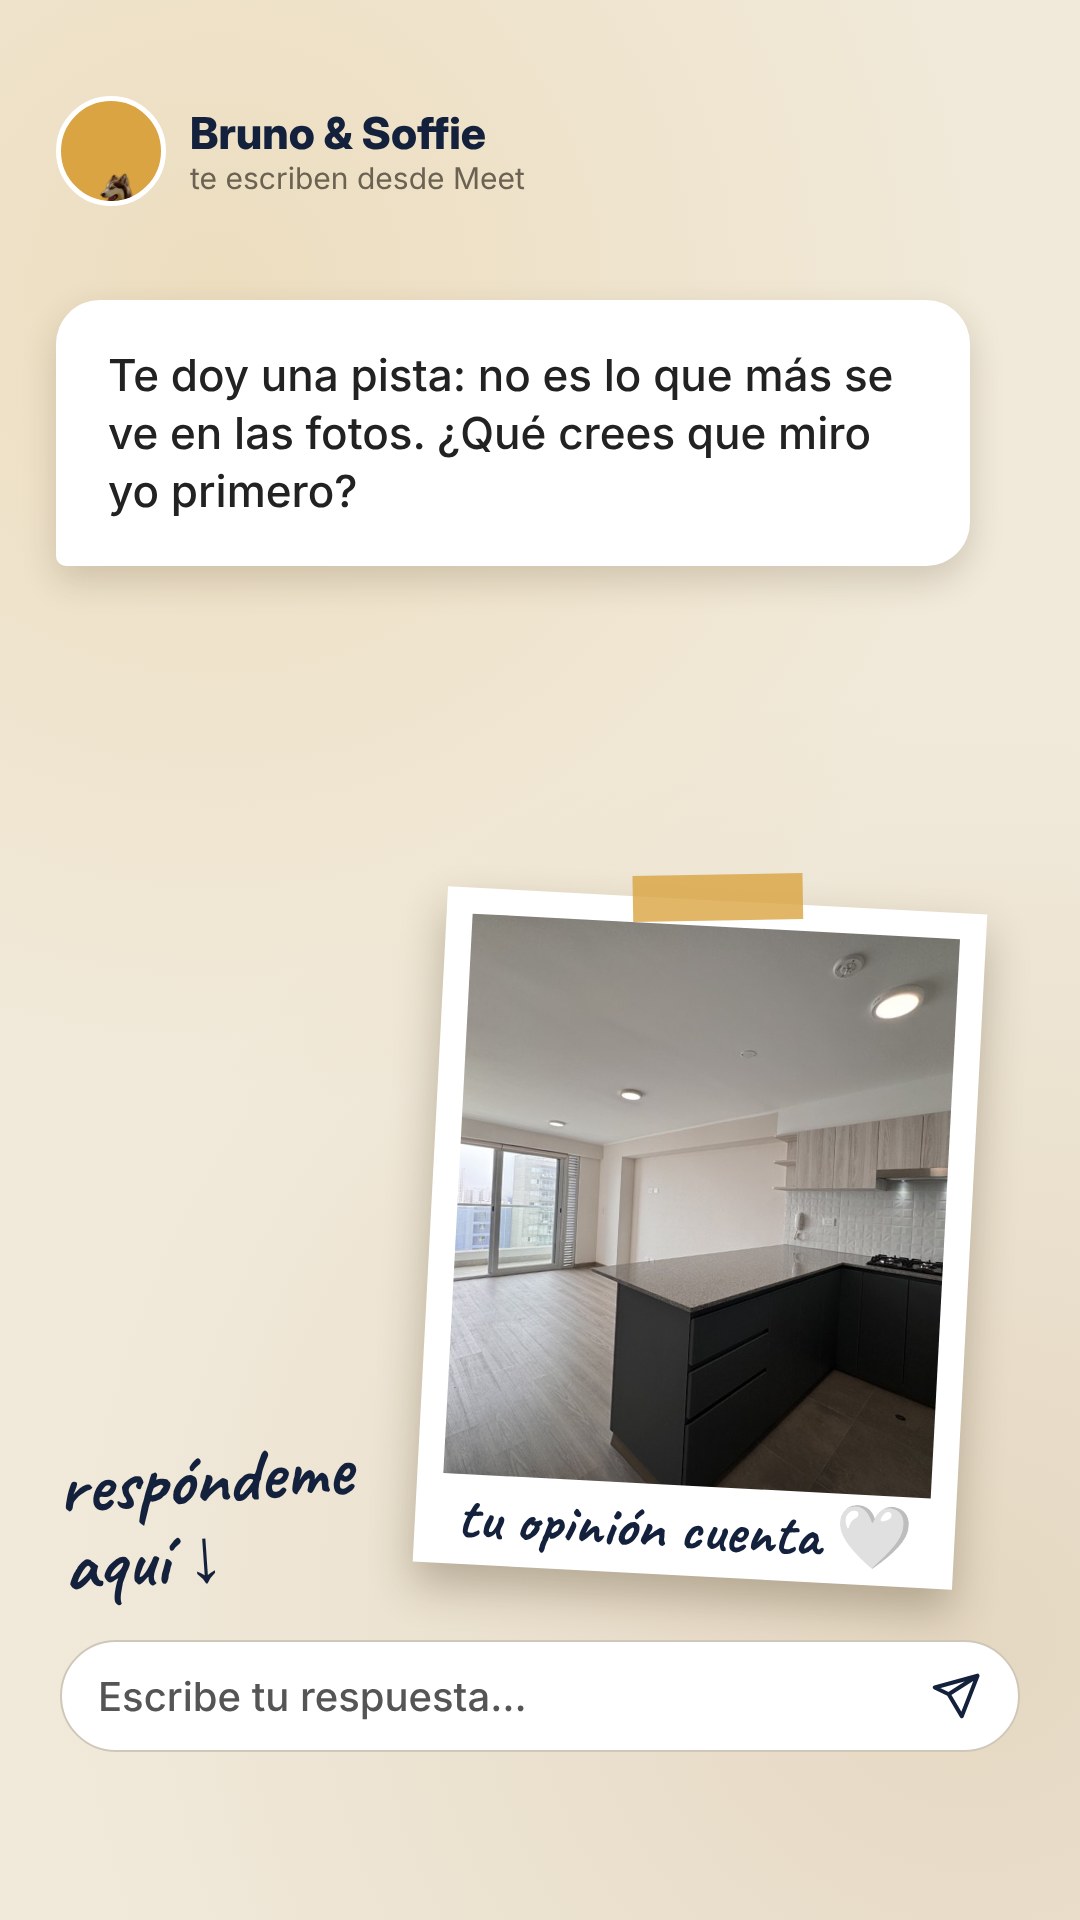 Bruno & Soffie
te escriben desde Meet
Te doy una pista: no es lo que más se
ve en las fotos. ¿Qué crees que miro
yo primero?
tu opinión cuenta 🤍
respóndeme
aquí ↓
Escribe tu respuesta...